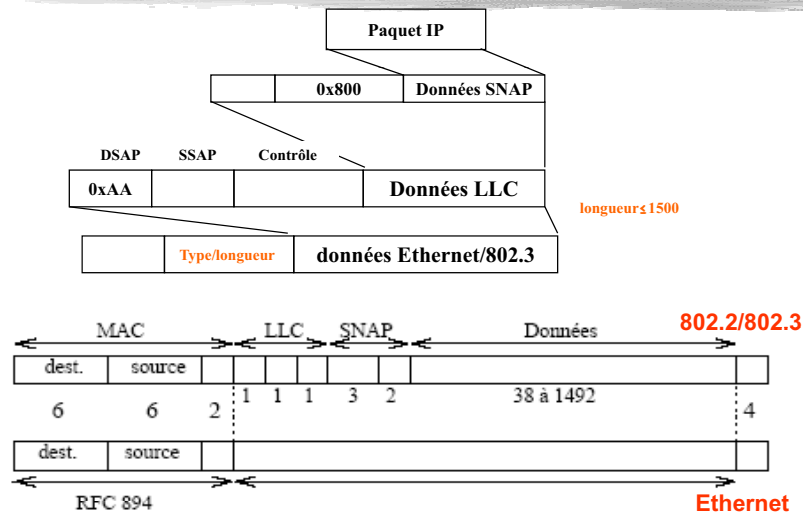 Paquet IP
0x800 Données SNAP
DSAP SSAP Contrôle
0xAA Données LLC
longueur≤1500
Type/longueur données Ethernet/802.3
802.2/802.3
MAC LLC SNAP Données
dest. source
6 6 2 1 1 1 3 2 38 à 1492 4
dest. source
RFC 894 Ethernet